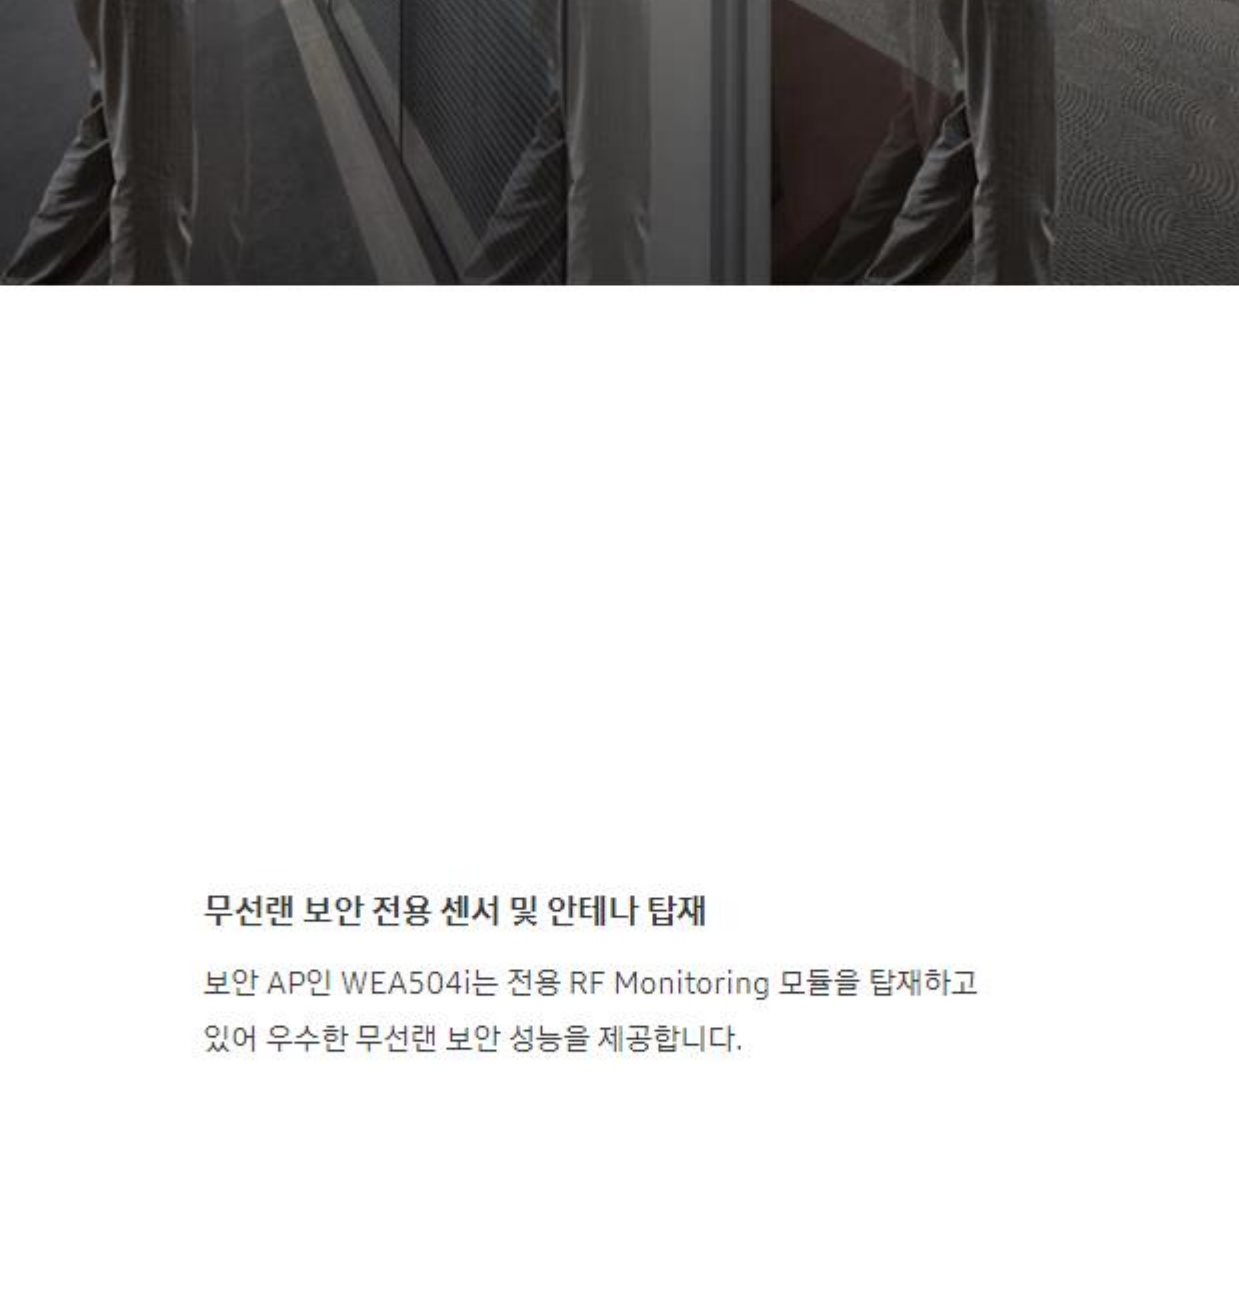 무선랜 보안 전용 센서 및 안테나 탑재
보안 AP인 WEA504i는 전용 RF Monitoring 모듈을 탑재하고
있어 우수한 무선랜 보안 성능을 제공합니다.